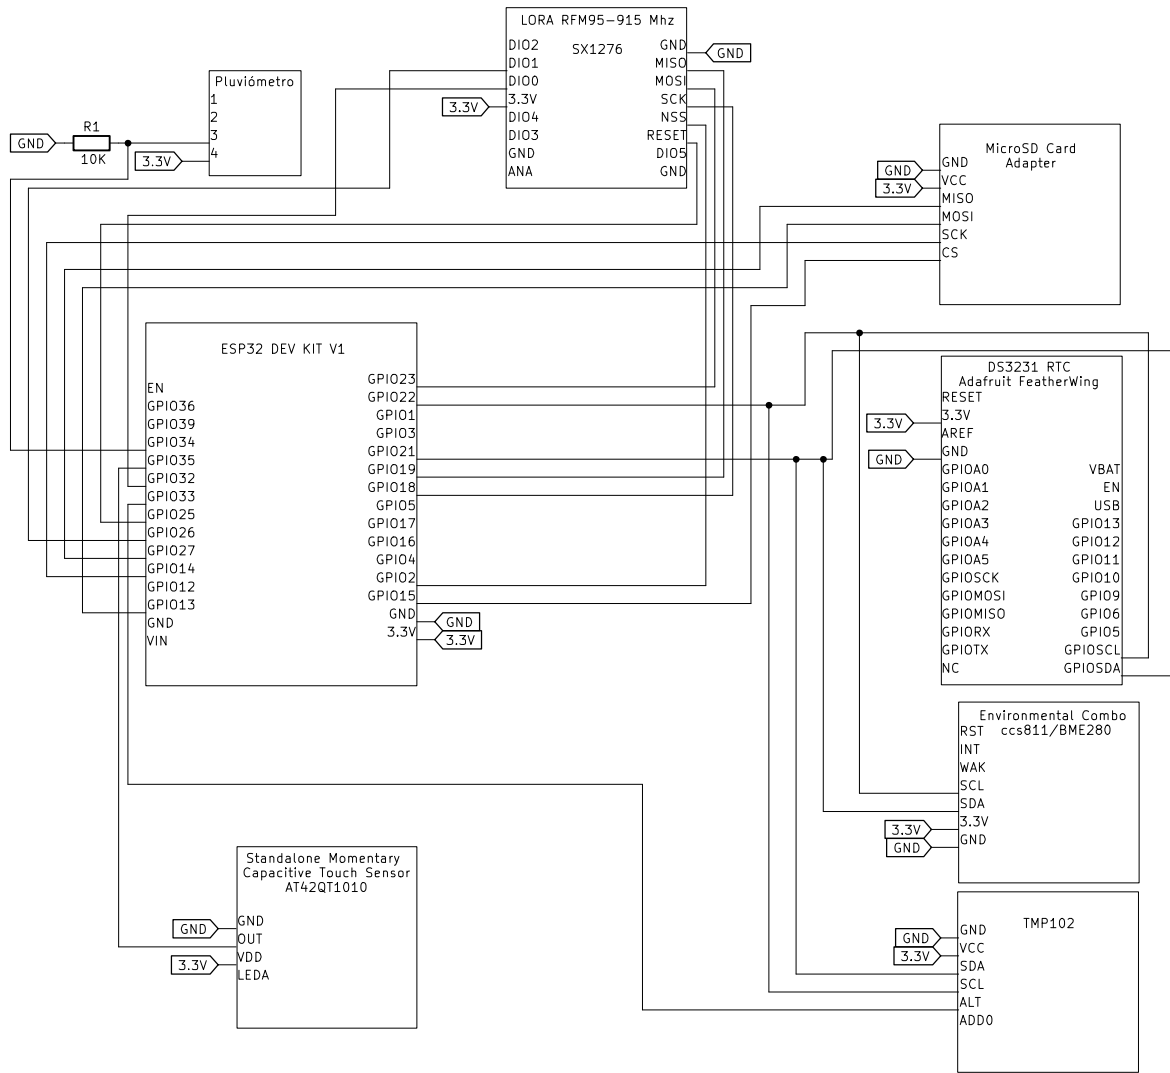 LORA RFM95-915 Mhz
SX1276
DIO2
DIO1
DIO0
3.3V
DIO4
DIO3
GND
ANA
GND
MISO
MOSI
SCK
NSS
RESET
DIO5
GND
GND
3.3V
Pluviómetro
1
2
3
4
GND
R1
10K
3.3V
MicroSD Card
Adapter
GND
VCC
MISO
MOSI
SCK
CS
GND
3.3V
ESP32 DEV KIT V1
EN
GPIO36
GPIO39
GPIO34
GPIO35
GPIO32
GPIO33
GPIO25
GPIO26
GPIO27
GPIO14
GPIO12
GPIO13
GND
VIN
GPIO23
GPIO22
GPIO1
GPIO3
GPIO21
GPIO19
GPIO18
GPIO5
GPIO17
GPIO16
GPIO4
GPIO2
GPIO15
GND
3.3V
GND
3.3V
DS3231 RTC
Adafruit FeatherWing
RESET
3.3V
AREF
GND
GPIOA0
GPIOA1
GPIOA2
GPIOA3
GPIOA4
GPIOA5
GPIOSCK
GPIOMOSI
GPIOMISO
GPIORX
GPIOTX
NC
VBAT
EN
USB
GPIO13
GPIO12
GPIO11
GPIO10
GPIO9
GPIO6
GPIO5
GPIOSCL
GPIOSDA
3.3V
GND
Environmental Combo
ccs811/BME280
RST
INT
WAK
SCL
SDA
3.3V
GND
3.3V
GND
Standalone Momentary
Capacitive Touch Sensor
AT42QT1010
GND
OUT
VDD
LEDA
GND
3.3V
TMP102
GND
VCC
SDA
SCL
ALT
ADD0
GND
3.3V